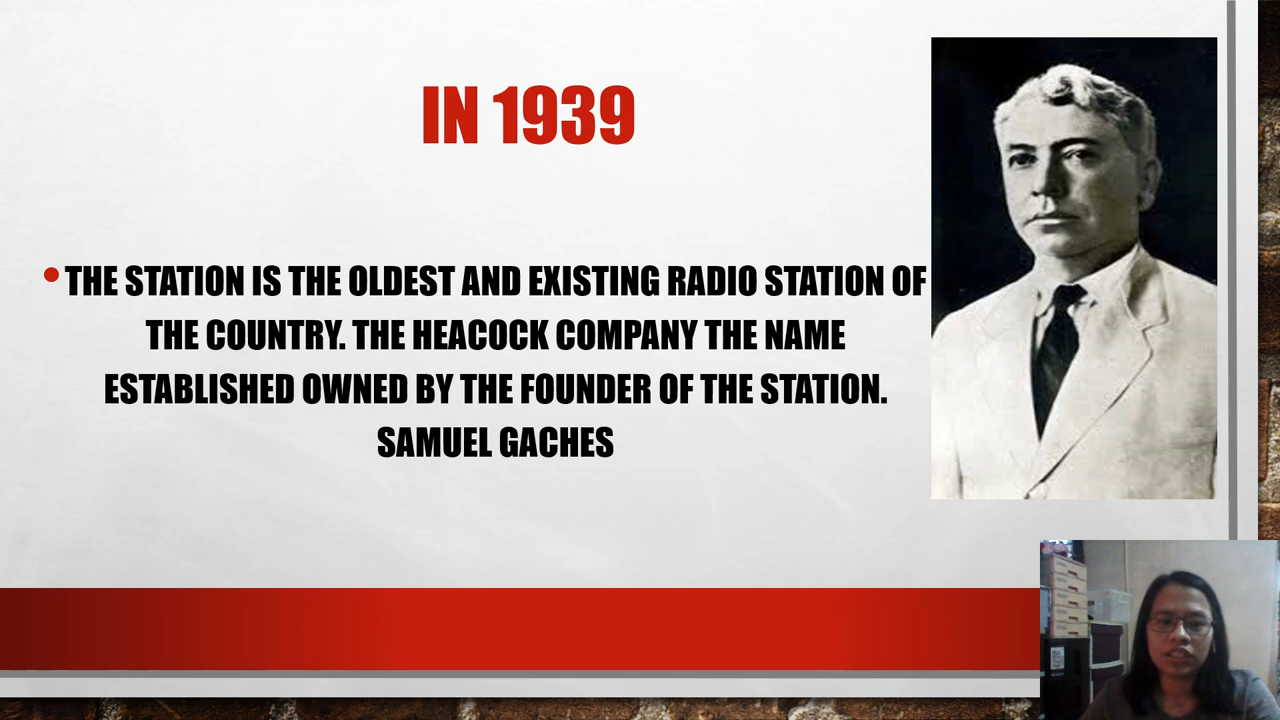 IN 1939
• THE STATION IS THE OLDEST AND EXISTING RADIO STATION OF
THE COUNTRY. THE HEACOCK COMPANY THE NAME
ESTABLISHED OWNED BY THE FOUNDER OF THE STATION.
SAMUEL GACHES